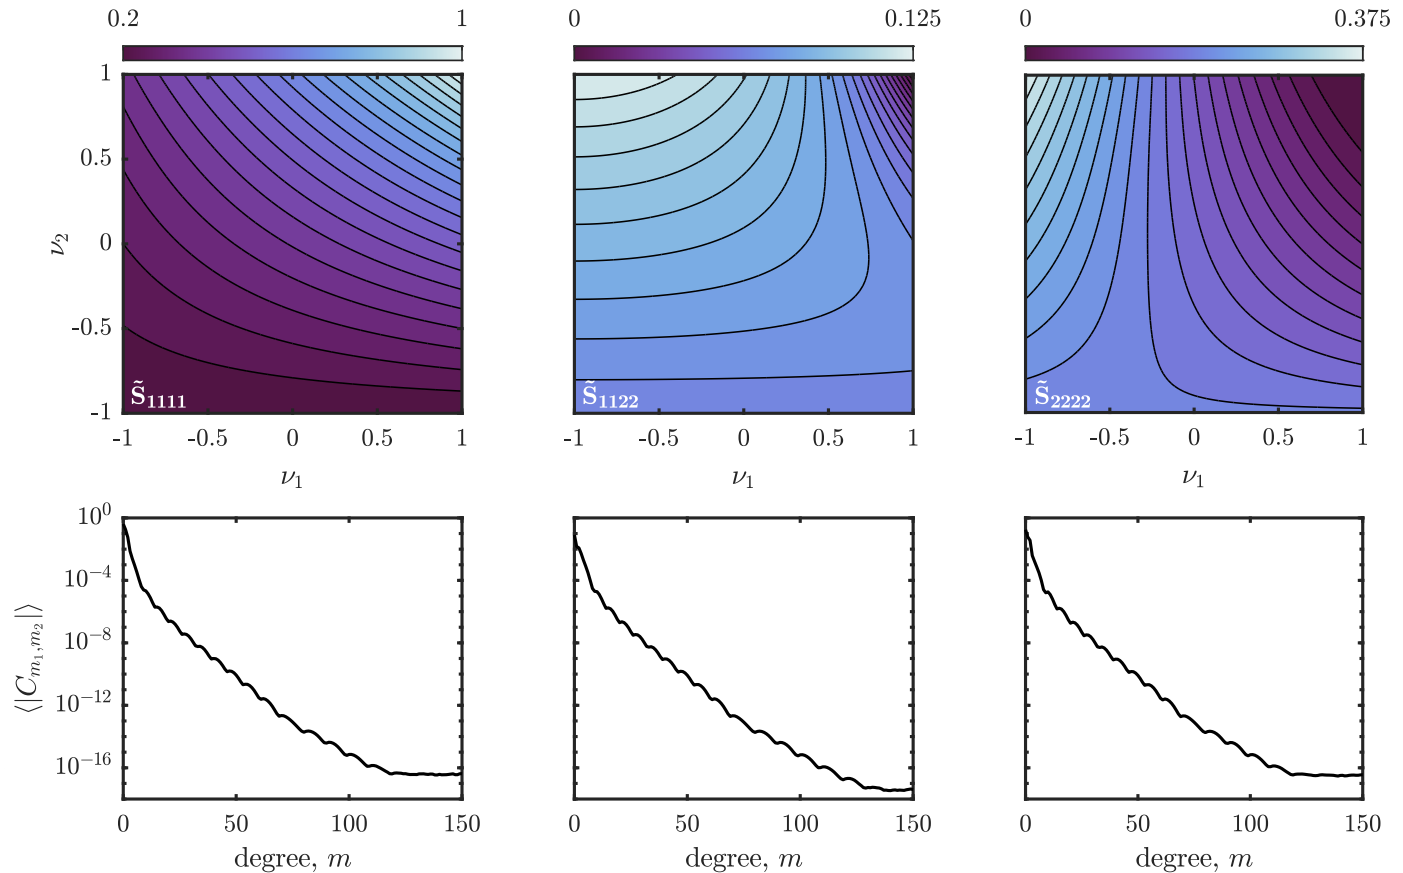 0.2 1 0 0.125 0 0.375
1 0.5 0 -0.5 -1
ν₂
S̃₁₁₁₁ S̃₁₁₂₂ S̃₂₂₂₂
-1 -0.5 0 0.5 1 -1 -0.5 0 0.5 1 -1 -0.5 0 0.5 1
ν₁ ν₁ ν₁
10⁰ 10⁻⁴ 10⁻⁸ 10⁻¹² 10⁻¹⁶
⟨|C_{m₁,m₂}|⟩
0 50 100 150 0 50 100 150 0 50 100 150
degree, m degree, m degree, m